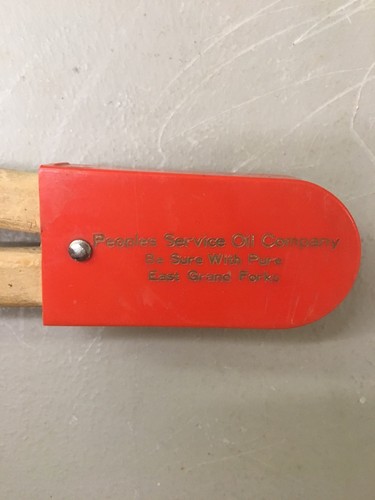 Peoples Service Oil Company
Be Sure With Pure
East Grand Forks